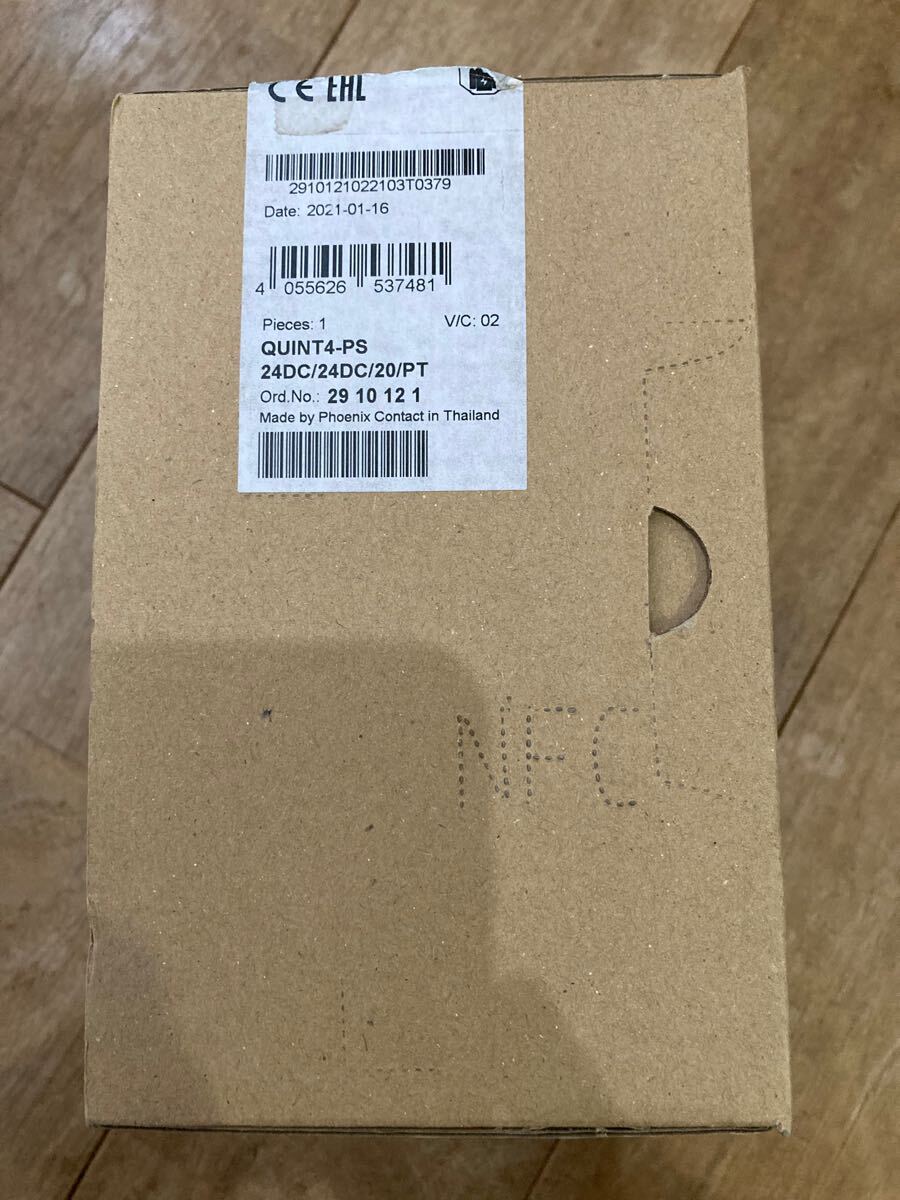 CE EAC
2910121022103T0379
Date: 2021-01-16
4 055626 537481
Pieces: 1 V/C: 02
QUINT4-PS
24DC/24DC/20/PT
Ord.No.: 29 10 12 1
Made by Phoenix Contact in Thailand
NFC